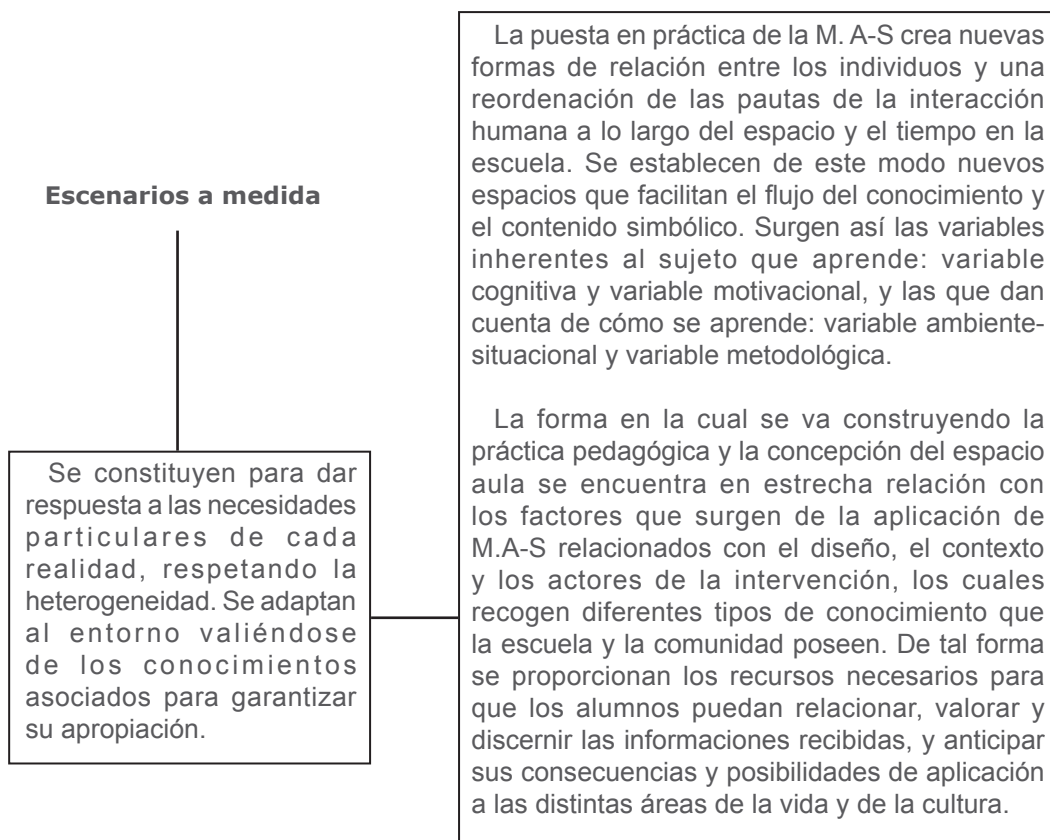 Escenarios a medida
Se constituyen para dar
respuesta a las necesidades
particulares de cada
realidad, respetando la
heterogeneidad. Se adaptan
al entorno valiéndose
de los conocimientos
asociados para garantizar
su apropiación.
La puesta en práctica de la M. A-S crea nuevas
formas de relación entre los individuos y una
reordenación de las pautas de la interacción
humana a lo largo del espacio y el tiempo en la
escuela. Se establecen de este modo nuevos
espacios que facilitan el flujo del conocimiento y
el contenido simbólico. Surgen así las variables
inherentes al sujeto que aprende: variable
cognitiva y variable motivacional, y las que dan
cuenta de cómo se aprende: variable ambiente-
situacional y variable metodológica.
La forma en la cual se va construyendo la
práctica pedagógica y la concepción del espacio
aula se encuentra en estrecha relación con
los factores que surgen de la aplicación de
M.A-S relacionados con el diseño, el contexto
y los actores de la intervención, los cuales
recogen diferentes tipos de conocimiento que
la escuela y la comunidad poseen. De tal forma
se proporcionan los recursos necesarios para
que los alumnos puedan relacionar, valorar y
discernir las informaciones recibidas, y anticipar
sus consecuencias y posibilidades de aplicación
a las distintas áreas de la vida y de la cultura.